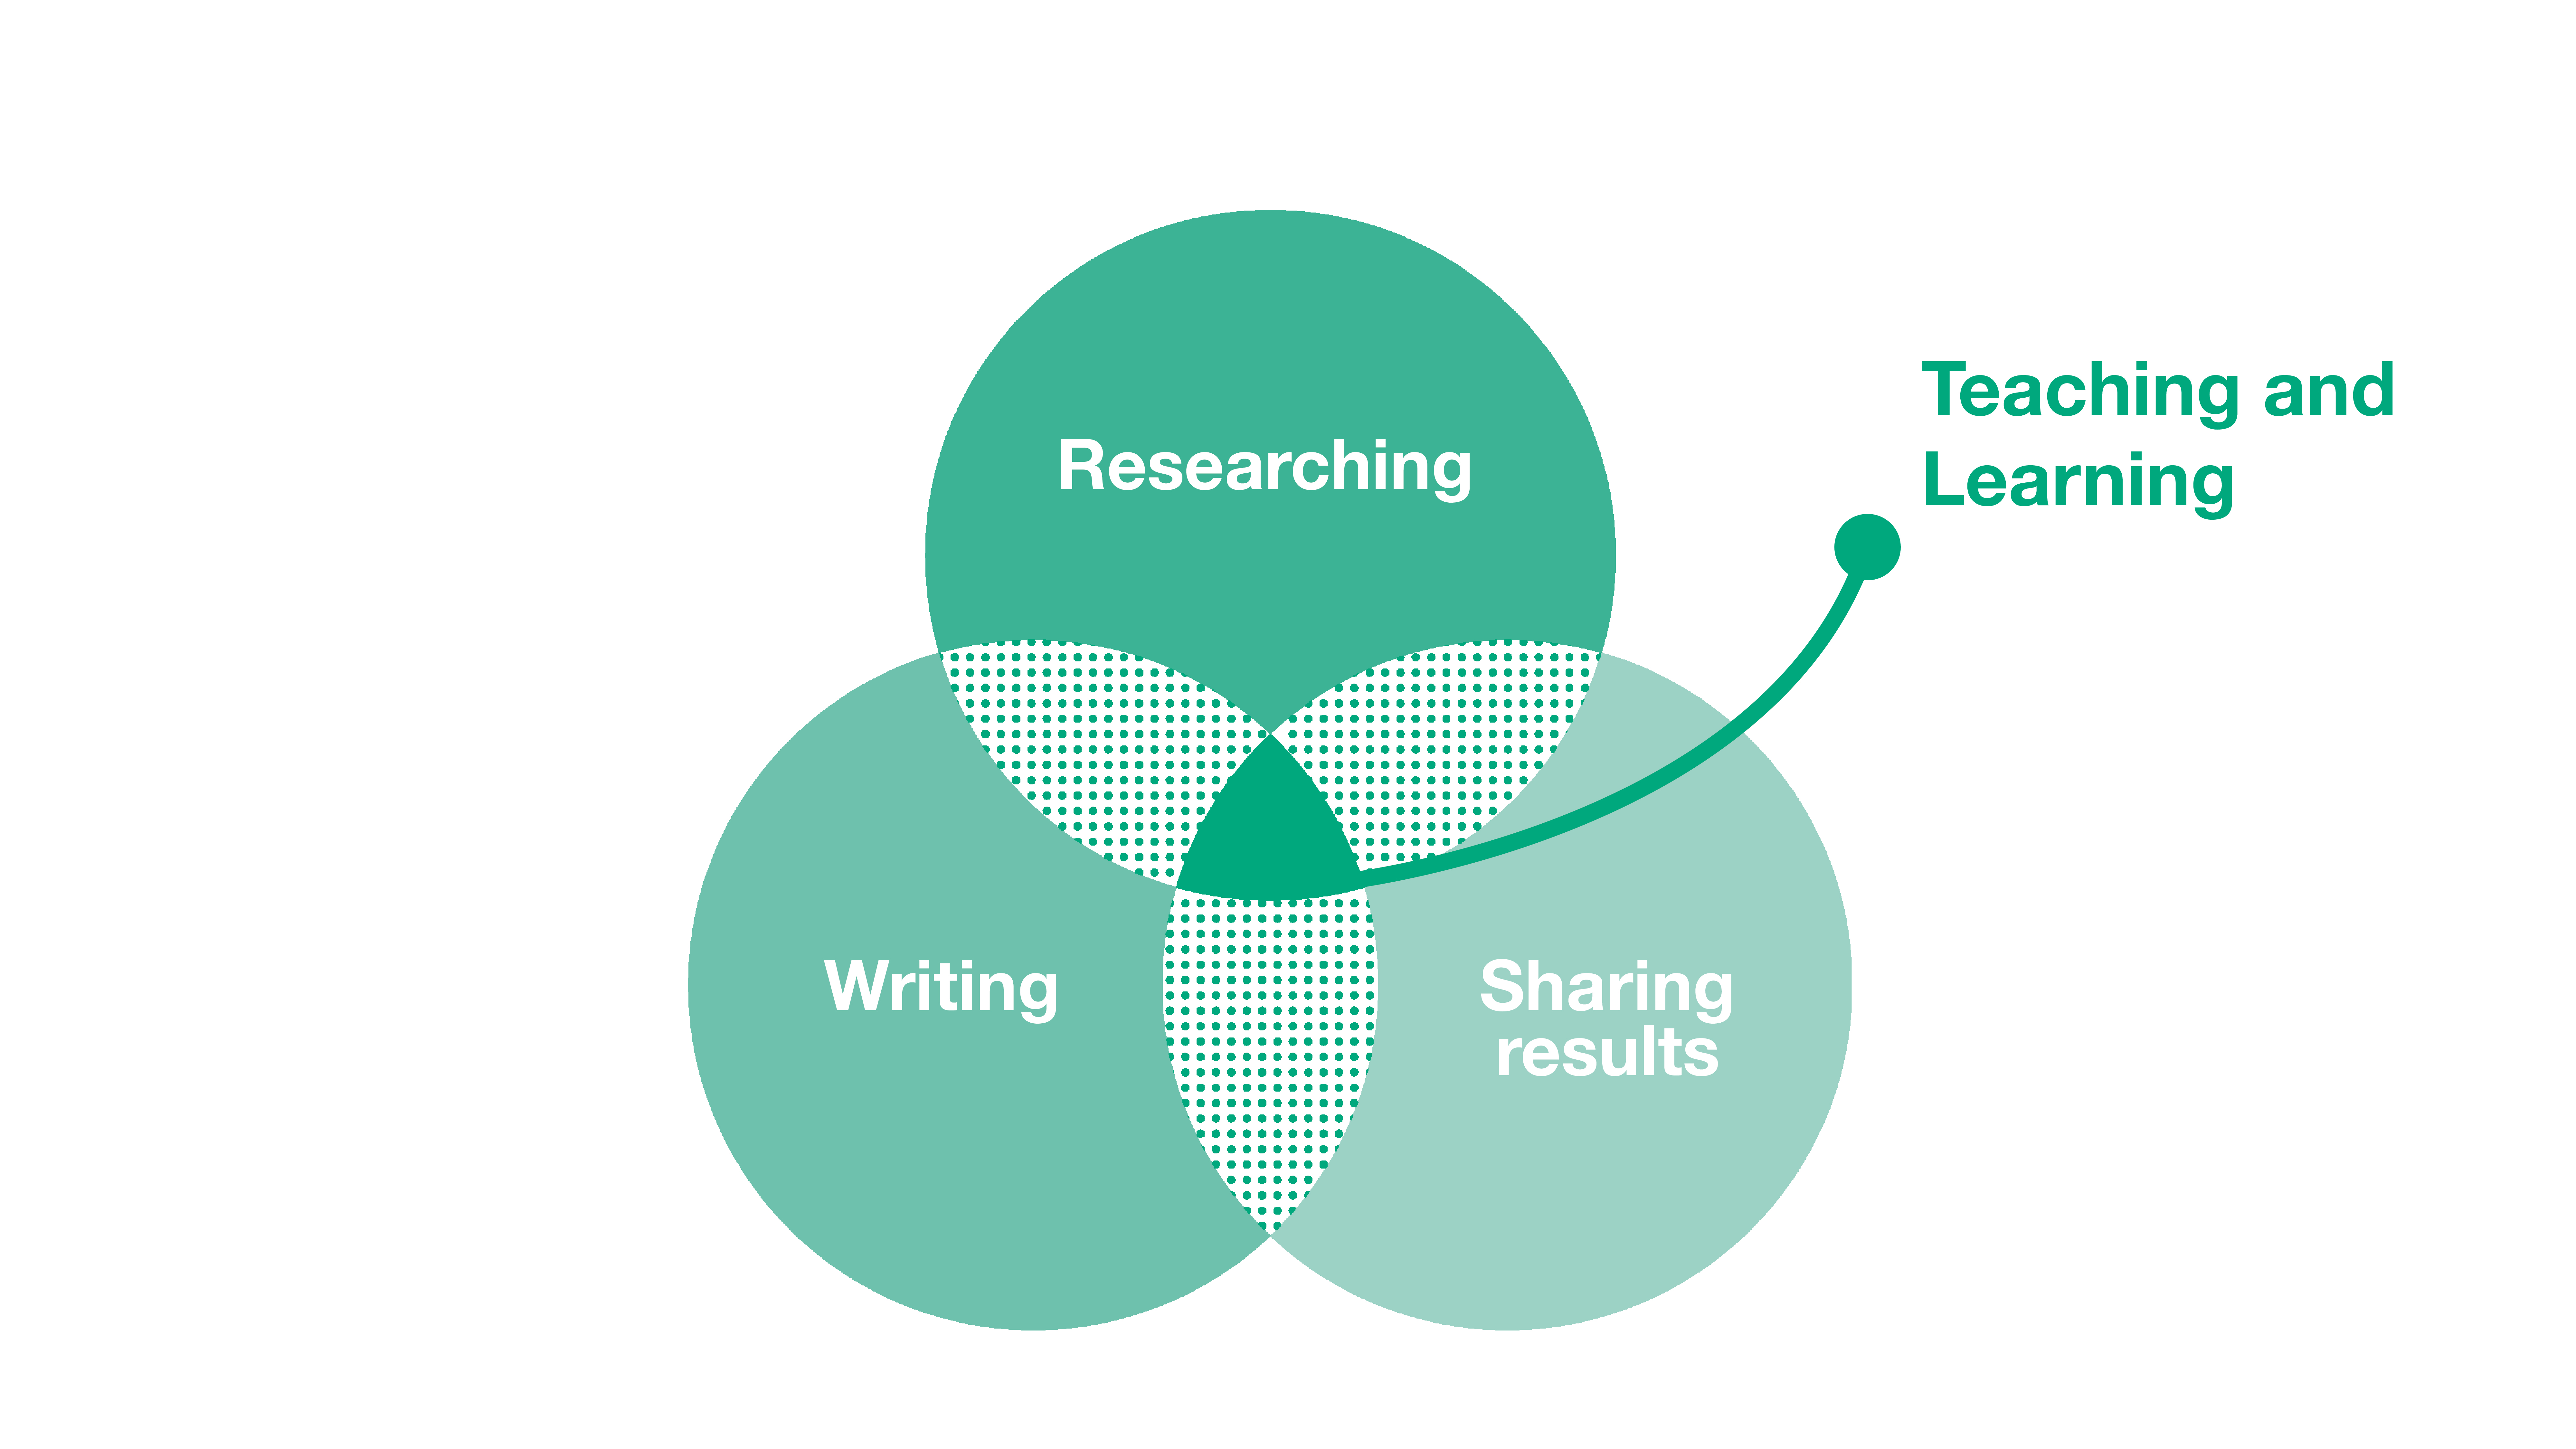 Researching
Teaching and
Learning
Writing
Sharing
results